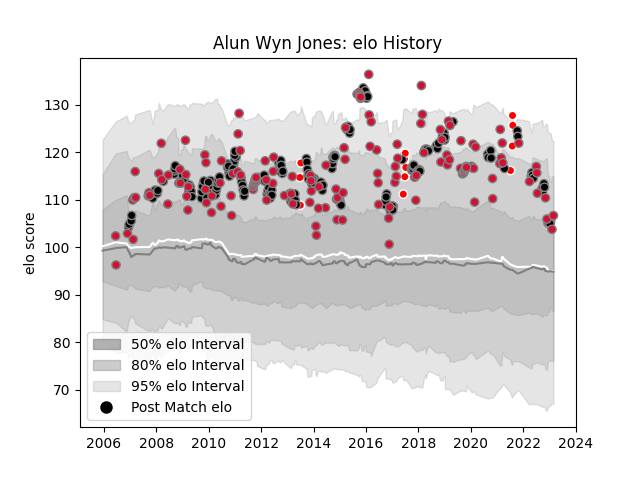 Alun Wyn Jones: elo History
elo score
130
120
110
100
90
80
70
50% elo Interval
80% elo Interval
95% elo Interval
Post Match elo
2006 2008 2010 2012 2014 2016 2018 2020 2022 2024